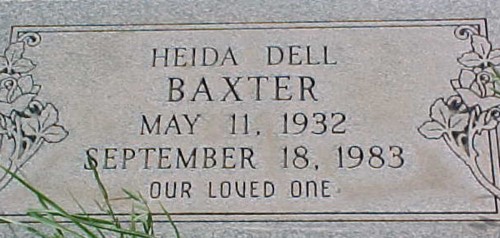 HEIDA DELL
BAXTER
MAY 11, 1932
SEPTEMBER 18, 1983
OUR LOVED ONE